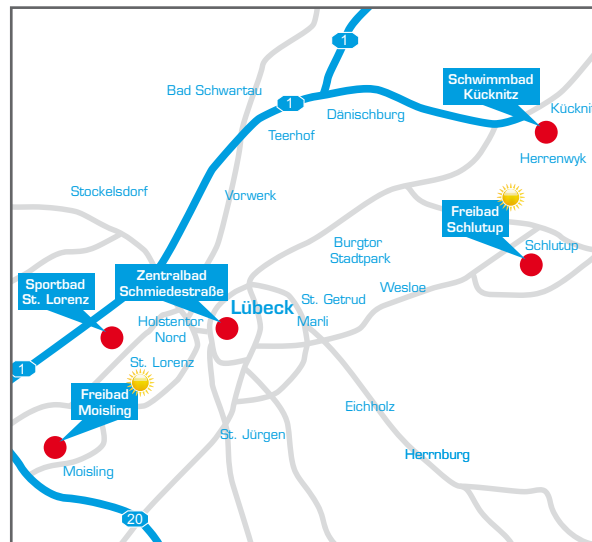 1
Schwimmbad
Kücknitz
Bad Schwartau
1
Kücknit
Dänischburg
Teerhof
Herrenwyk
Stockelsdorf
Vorwerk
Freibad
Schlutup
Burgtor
Stadtpark
Schlutup
Sportbad
St. Lorenz
Zentralbad
Schmiedestraße
Wesloe
St. Getrud
Lübeck
Holstentor
Nord
Marli
St. Lorenz
1
Freibad
Moisling
Eichholz
St. Jürgen
Herrnburg
Moisling
20